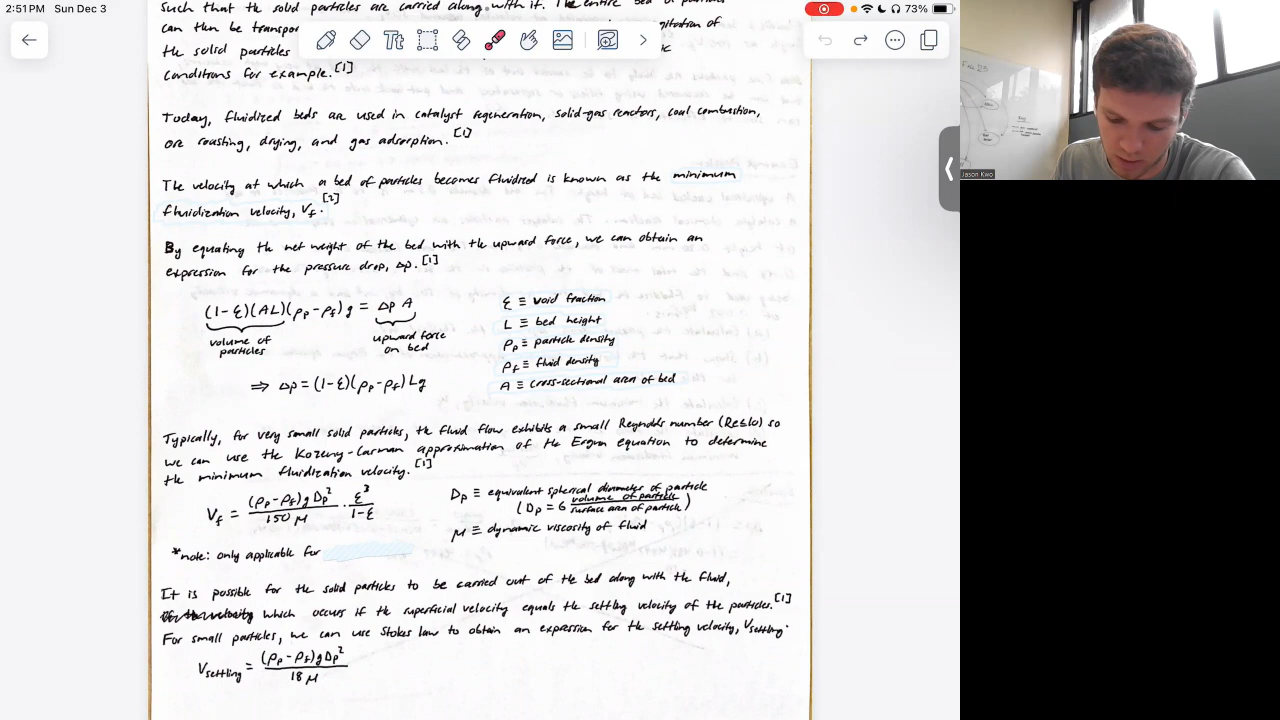 2:51 PM Sun Dec 3
73%
such that the solid particles are carried along with it. The entire bed of
can then be transpor
gitation of
Tt
the solid particles
conditions for example.[1]
Today, fluidized beds are used in catalyst regeneration, solid-gas reactors, coal combustion,
ore roasting, drying, and gas adsorption.[1]
The velocity at which a bed of particles becomes fluidized is known as the minimum
fluidization velocity, Vf.[2]
By equating the net weight of the bed with the upward force, we can obtain an
expression for the pressure drop, Δp.[1]
(1-ε)(AL)(ρp-ρf)g = Δp A
volume of particles
upward force on bed
⇒ Δp = (1-ε)(ρp-ρf)Lg
ε ≡ void fraction
L ≡ bed height
ρp ≡ particle density
ρf ≡ fluid density
A ≡ cross-sectional area of bed
Typically, for very small solid particles, the fluid flow exhibits a small Reynolds number (Re≤10) so
we can use the Kozeny-Carman approximation of the Ergun equation to determine
the minimum fluidization velocity.[1]
Vf = (ρp-ρf)gDp²/150μ · ε³/1-ε
Dp ≡ equivalent spherical diameter of particle
(Dp = 6 volume of particle/surface area of particle)
μ ≡ dynamic viscosity of fluid
*note: only applicable for
It is possible for the solid particles to be carried out of the bed along with the fluid,
which occurs if the superficial velocity equals the settling velocity of the particles.[1]
For small particles, we can use Stokes law to obtain an expression for the settling velocity, Vsettling.
Vsettling = (ρp-ρf)gDp²/18μ
Jason Kwo